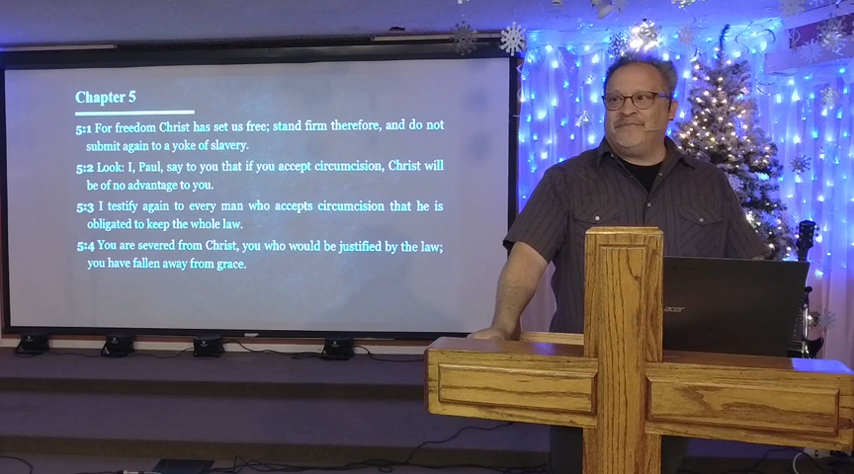 Chapter 5
5:1 For freedom Christ has set us free; stand firm therefore, and do not
submit again to a yoke of slavery.
5:2 Look: I, Paul, say to you that if you accept circumcision, Christ will
be of no advantage to you.
5:3 I testify again to every man who accepts circumcision that he is
obligated to keep the whole law.
5:4 You are severed from Christ, you who would be justified by the law;
you have fallen away from grace.
acer